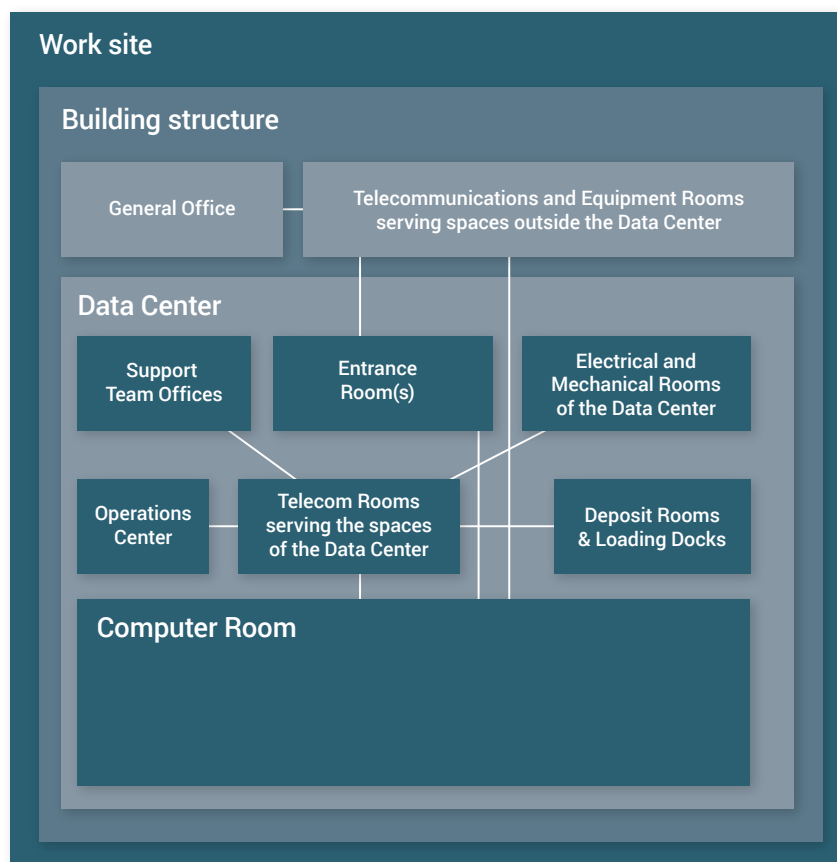 Work site
Building structure
General Office
Telecommunications and Equipment Rooms
serving spaces outside the Data Center
Data Center
Support
Team Offices
Entrance
Room(s)
Electrical and
Mechanical Rooms
of the Data Center
Operations
Center
Telecom Rooms
serving the spaces
of the Data Center
Deposit Rooms
& Loading Docks
Computer Room